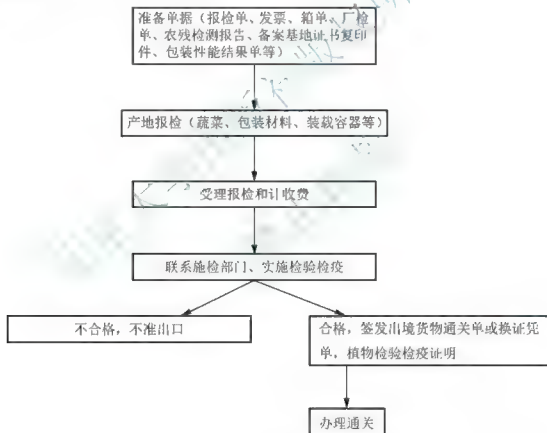 准备单据（报检单、发票、箱单、厂检
单、农残检测报告、备案基地证书复印
件、包装性能结果单等）
产地报检（蔬菜、包装材料、装载容器等）
受理报检和计收费
联系施检部门、实施检验检疫
不合格，不准出口
合格，签发出境货物通关单或换证凭
单，植物检验检疫证明
办理通关